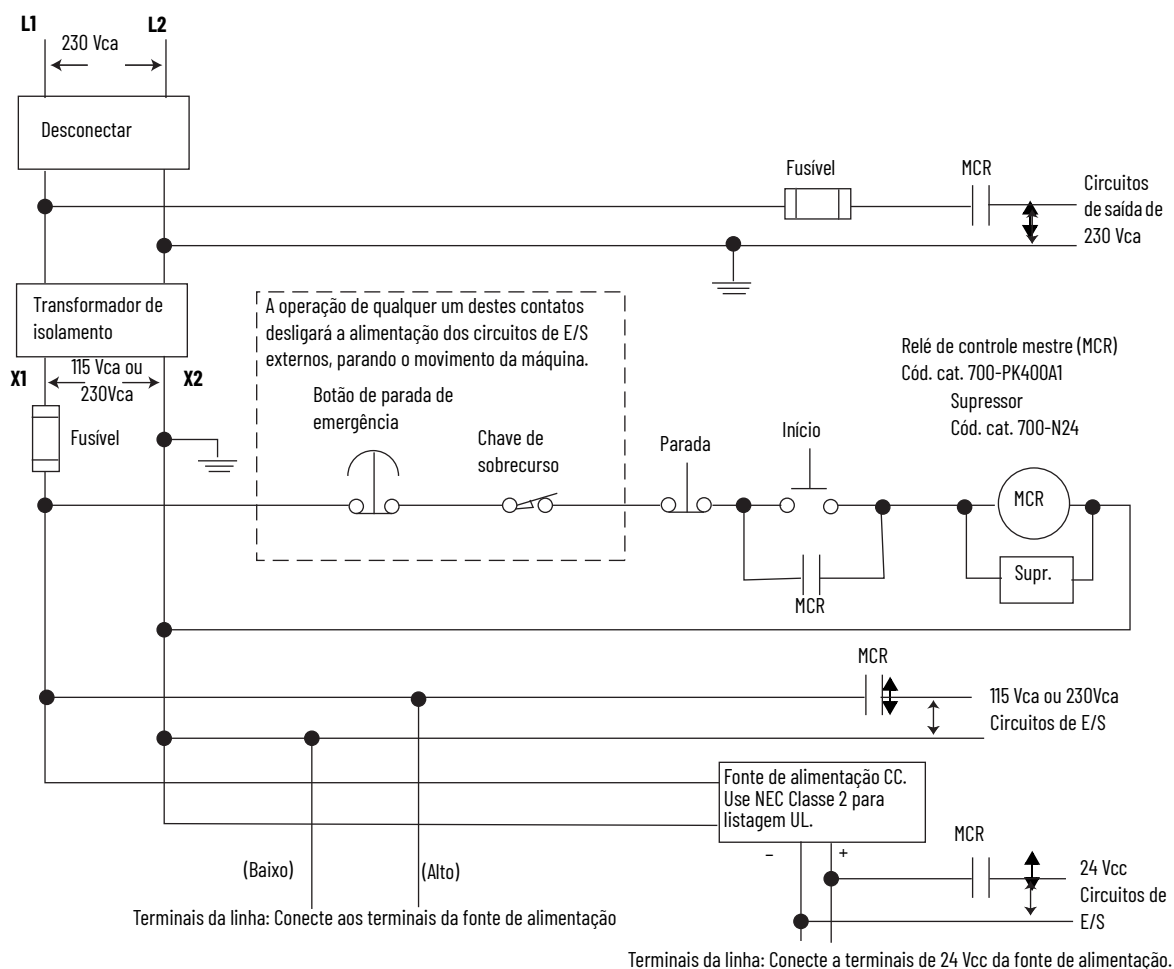 L1
L2
230 Vca
Desconectar
Fusível
MCR
Circuitos
de saída de
230 Vca
Transformador de
isolamento
A operação de qualquer um destes contatos
desligará a alimentação dos circuitos de E/S
externos, parando o movimento da máquina.
Relé de controle mestre (MCR)
Cód. cat. 700-PK400A1
Supressor
Cód. cat. 700-N24
X1
115 Vca ou
230Vca
X2
Fusível
Botão de parada de
emergência
Chave de
sobrecurso
Parada
Início
MCR
Supr.
MCR
MCR
115 Vca ou 230Vca
Circuitos de E/S
Fonte de alimentação CC.
Use NEC Classe 2 para
listagem UL.
– +
MCR
24 Vcc
Circuitos de
E/S
(Baixo)
(Alto)
Terminais da linha: Conecte aos terminais da fonte de alimentação
Terminais da linha: Conecte a terminais de 24 Vcc da fonte de alimentação.